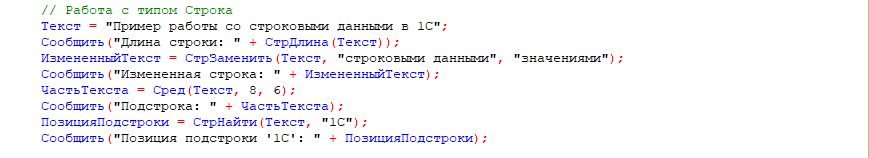 // Работа с типом Строка
Текст = "Пример работы со строковыми данными в 1С";
Сообщить("Длина строки: " + СтрДлина(Текст));
ИзмененныйТекст = СтрЗаменить(Текст, "строковыми данными", "значениями");
Сообщить("Измененная строка: " + ИзмененныйТекст);
ЧастьТекста = Сред(Текст, 8, 6);
Сообщить("Подстрока: " + ЧастьТекста);
ПозицияПодстроки = СтрНайти(Текст, "1С");
Сообщить("Позиция подстроки '1С': " + ПозицияПодстроки);